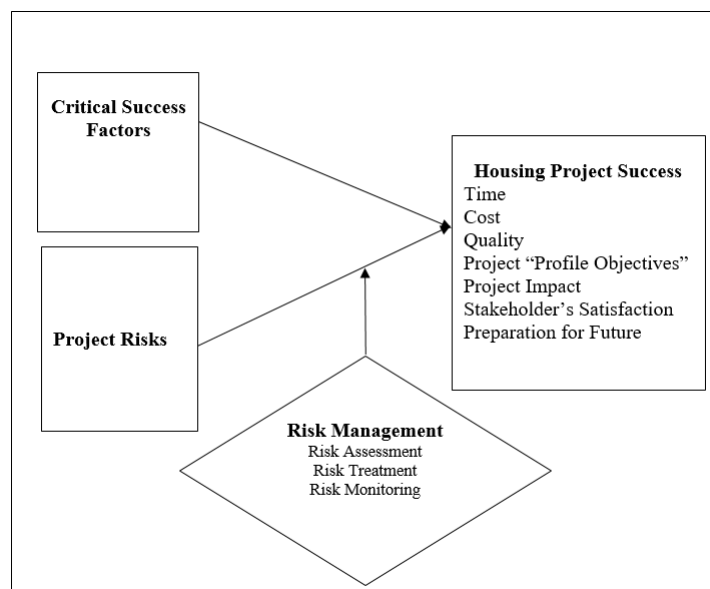 Critical Success
Factors
Project Risks
Housing Project Success
Time
Cost
Quality
Project “Profile Objectives”
Project Impact
Stakeholder’s Satisfaction
Preparation for Future
Risk Management
Risk Assessment
Risk Treatment
Risk Monitoring